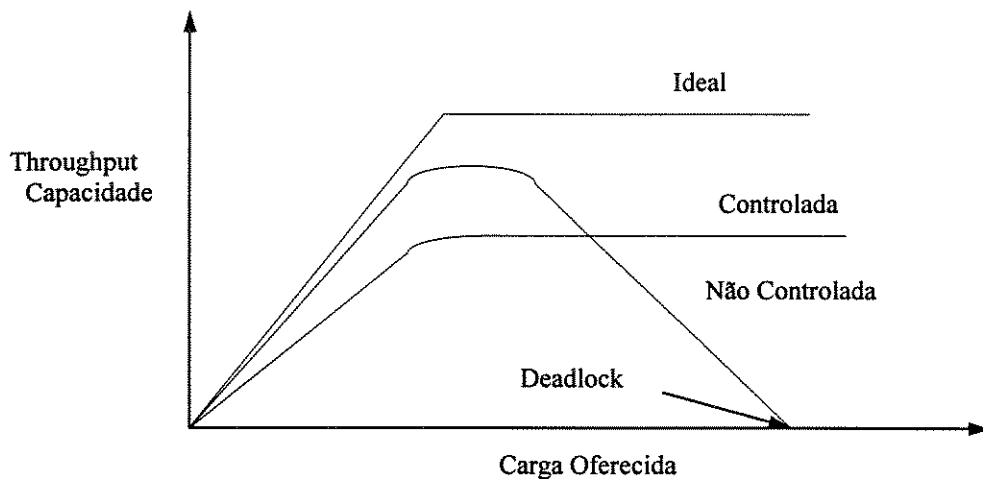 Ideal
Throughput
Capacidade
Controlada
Não Controlada
Deadlock
Carga Oferecida